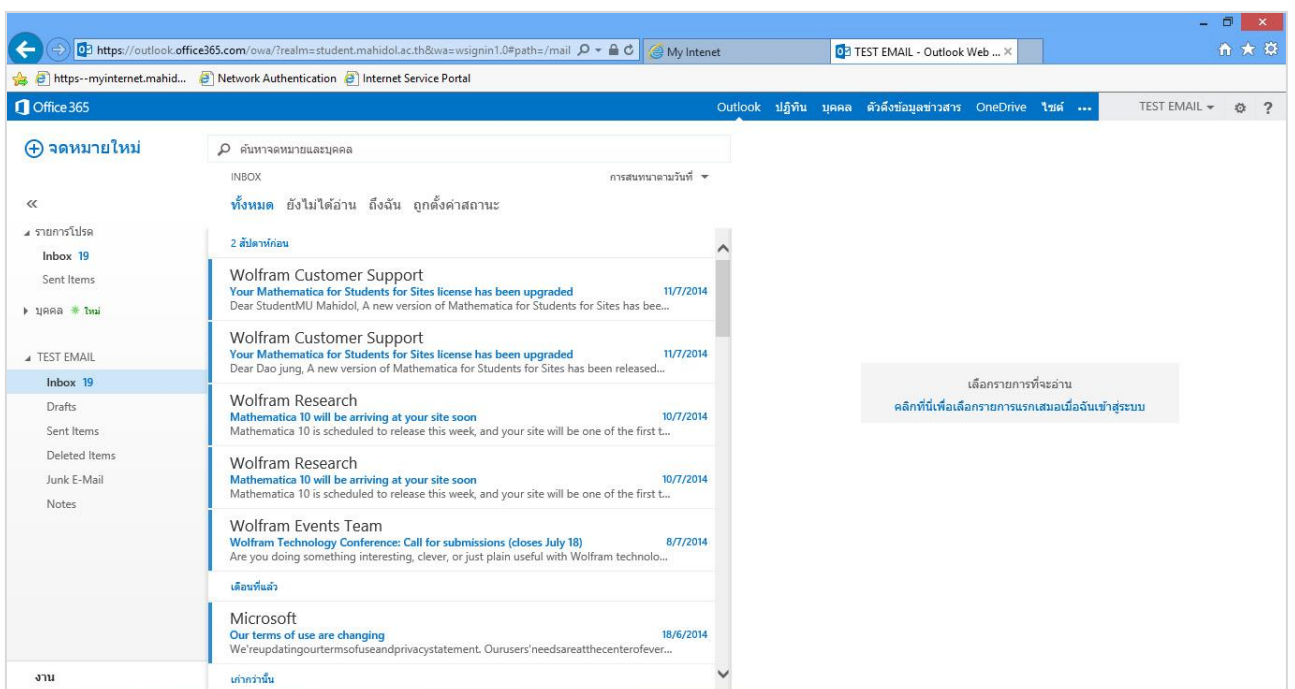 https://outlook.office365.com/owa/?realm=student.mahidol.ac.th&wa=wsignin1.0#path=/mail
My Intenet
TEST EMAIL - Outlook Web ...
https--myinternet.mahid...
Network Authentication
Internet Service Portal
Office 365
Outlook ปฏิทิน บุคคล ตัวดึงข้อมูลข่าวสาร OneDrive ไซต์ ••• TEST EMAIL ?
จดหมายใหม่
ค้นหาจดหมายและบุคคล
INBOX การสนทนาตามวันที่
ทั้งหมด ยังไม่ได้อ่าน ถึงฉัน ถูกตั้งค่าสถานะ
«
รายการโปรด
Inbox 19
Sent Items
บุคคล ใหม่
TEST EMAIL
Inbox 19
Drafts
Sent Items
Deleted Items
Junk E-Mail
Notes
งาน
2 สัปดาห์ก่อน
Wolfram Customer Support
Your Mathematica for Students for Sites license has been upgraded 11/7/2014
Dear StudentMU Mahidol, A new version of Mathematica for Students for Sites has bee...
Wolfram Customer Support
Your Mathematica for Students for Sites license has been upgraded 11/7/2014
Dear Dao jung, A new version of Mathematica for Students for Sites has been released...
Wolfram Research
Mathematica 10 will be arriving at your site soon 10/7/2014
Mathematica 10 is scheduled to release this week, and your site will be one of the first t...
Wolfram Research
Mathematica 10 will be arriving at your site soon 10/7/2014
Mathematica 10 is scheduled to release this week, and your site will be one of the first t...
Wolfram Events Team
Wolfram Technology Conference: Call for submissions (closes July 18) 8/7/2014
Are you doing something interesting, clever, or just plain useful with Wolfram technolo...
เดือนที่แล้ว
Microsoft
Our terms of use are changing 18/6/2014
We'reupdatingourtermsofuseandprivacystatement. Ourusers'needsareatthecenterofever...
เก่ากว่านั้น
เลือกรายการที่จะอ่าน
คลิกที่นี่เพื่อเลือกรายการแรกเสมอเมื่อฉันเข้าสู่ระบบ